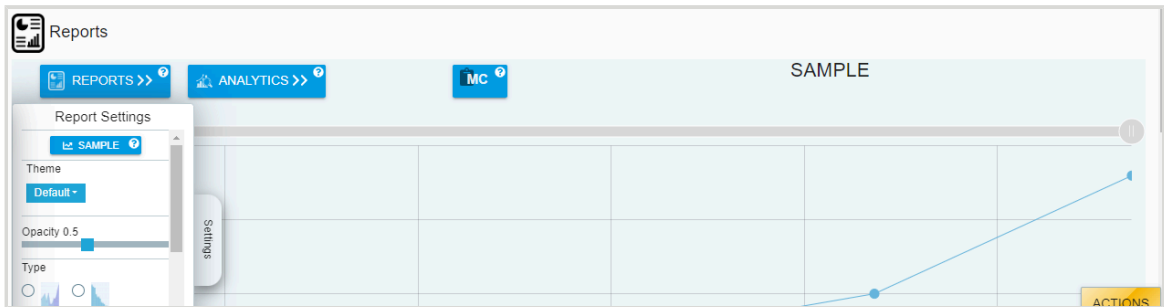 Reports
REPORTS >> ?
ANALYTICS >> ?
MC ?
SAMPLE
Report Settings
SAMPLE ?
Theme
Default
Opacity 0.5
Settings
Type
ACTIONS